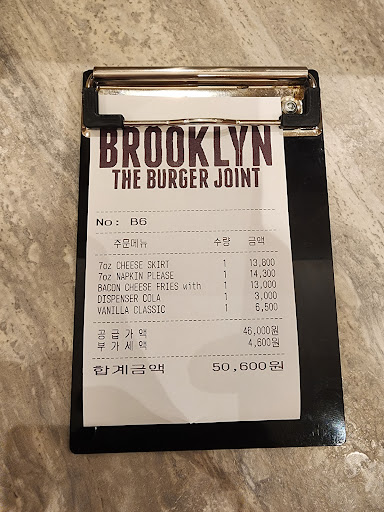 BROOKLYN
THE BURGER JOINT
No: B6
주문메뉴 수량 금액
7oz CHEESE SKIRT 1 13,800
7oz NAPKIN PLEASE 1 14,300
BACON CHEESE FRIES with 1 13,000
DISPENSER COLA 1 3,000
VANILLA CLASSIC 1 6,500
공급가액 46,000원
부가세액 4,600원
합계금액 50,600원